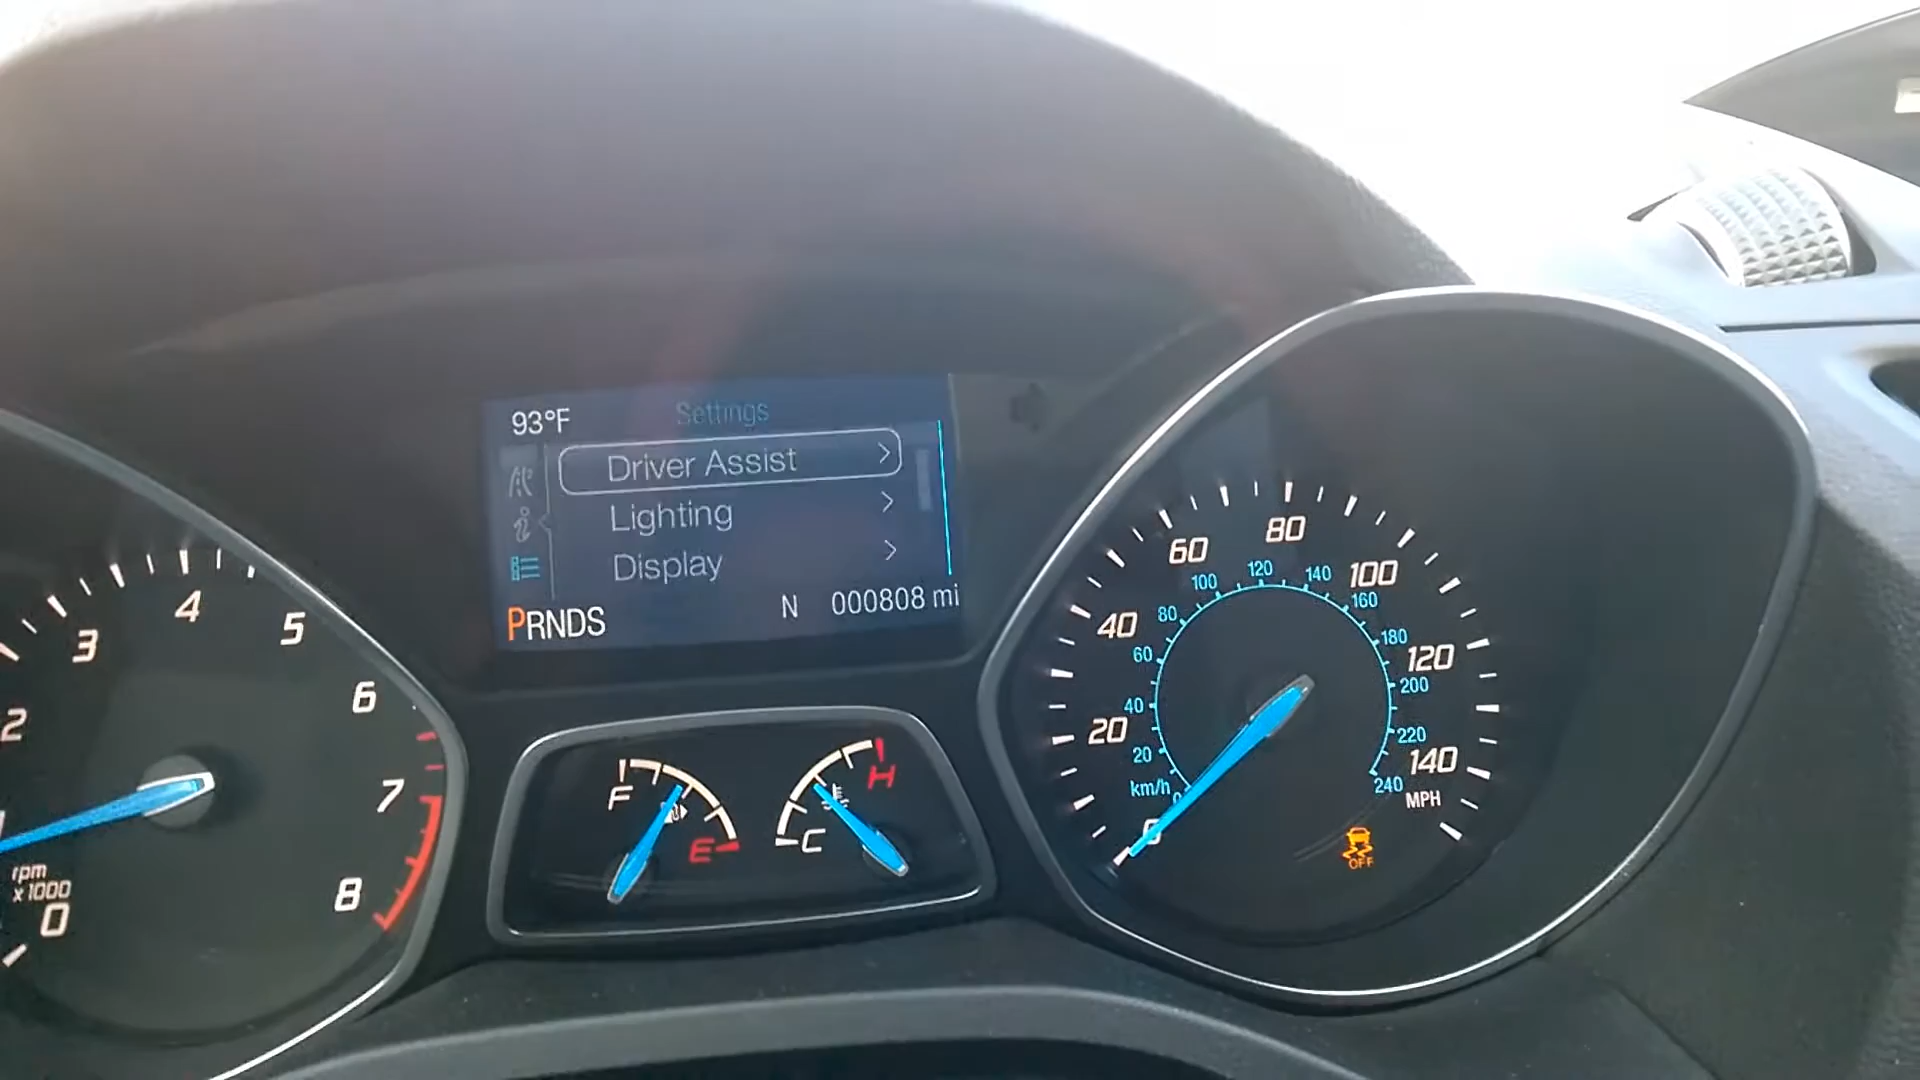 93°F Settings
Driver Assist >
Lighting >
Display >
PRNDS N 000808 mi
2 3 4 5 6 7 8
rpm
x1000
0
F E
C H
0 20 40 60 80 100 120 140
MPH
20 40 60 80 100 120 140 160 180 200 220 240
km/h
OFF